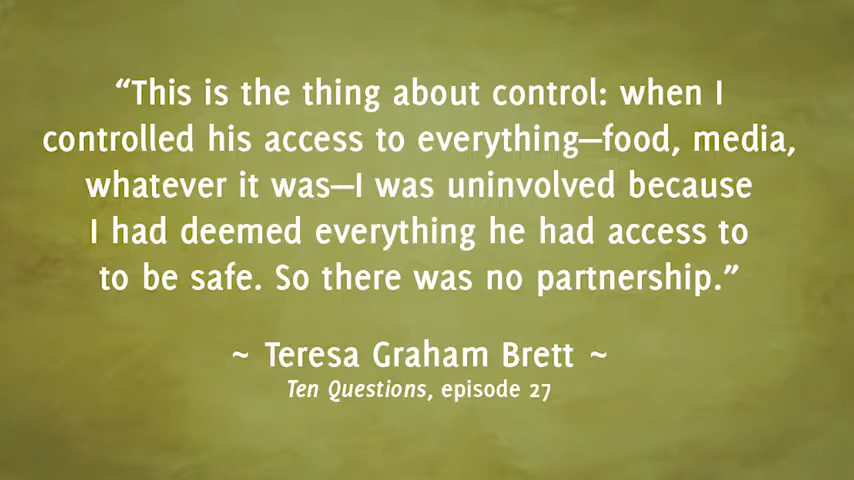 “This is the thing about control: when I
controlled his access to everything—food, media,
whatever it was—I was uninvolved because
I had deemed everything he had access to
to be safe. So there was no partnership.”
~ Teresa Graham Brett ~
Ten Questions, episode 27